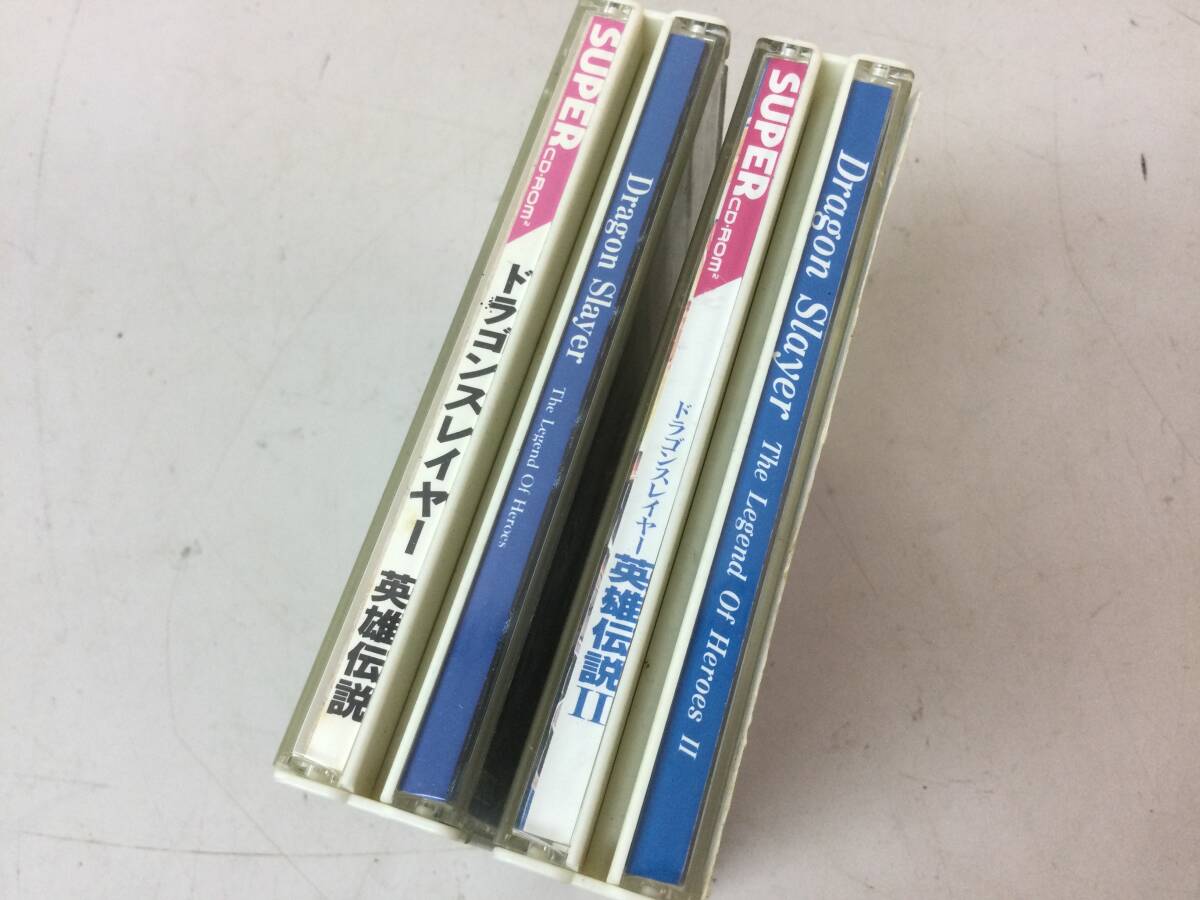 SUPER CD-ROM² ドラゴンスレイヤー 英雄伝説
Dragon Slayer The Legend Of Heroes
SUPER CD-ROM² ドラゴンスレイヤー 英雄伝説II
Dragon Slayer The Legend Of Heroes II